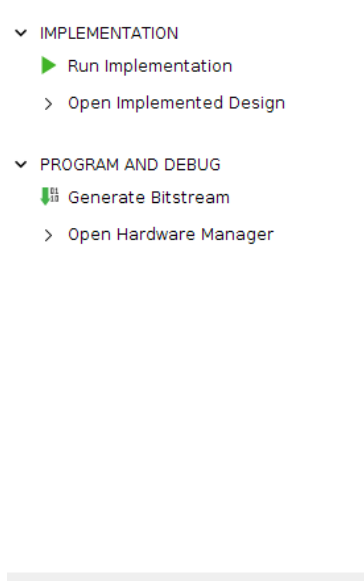 IMPLEMENTATION
Run Implementation
Open Implemented Design
PROGRAM AND DEBUG
Generate Bitstream
Open Hardware Manager